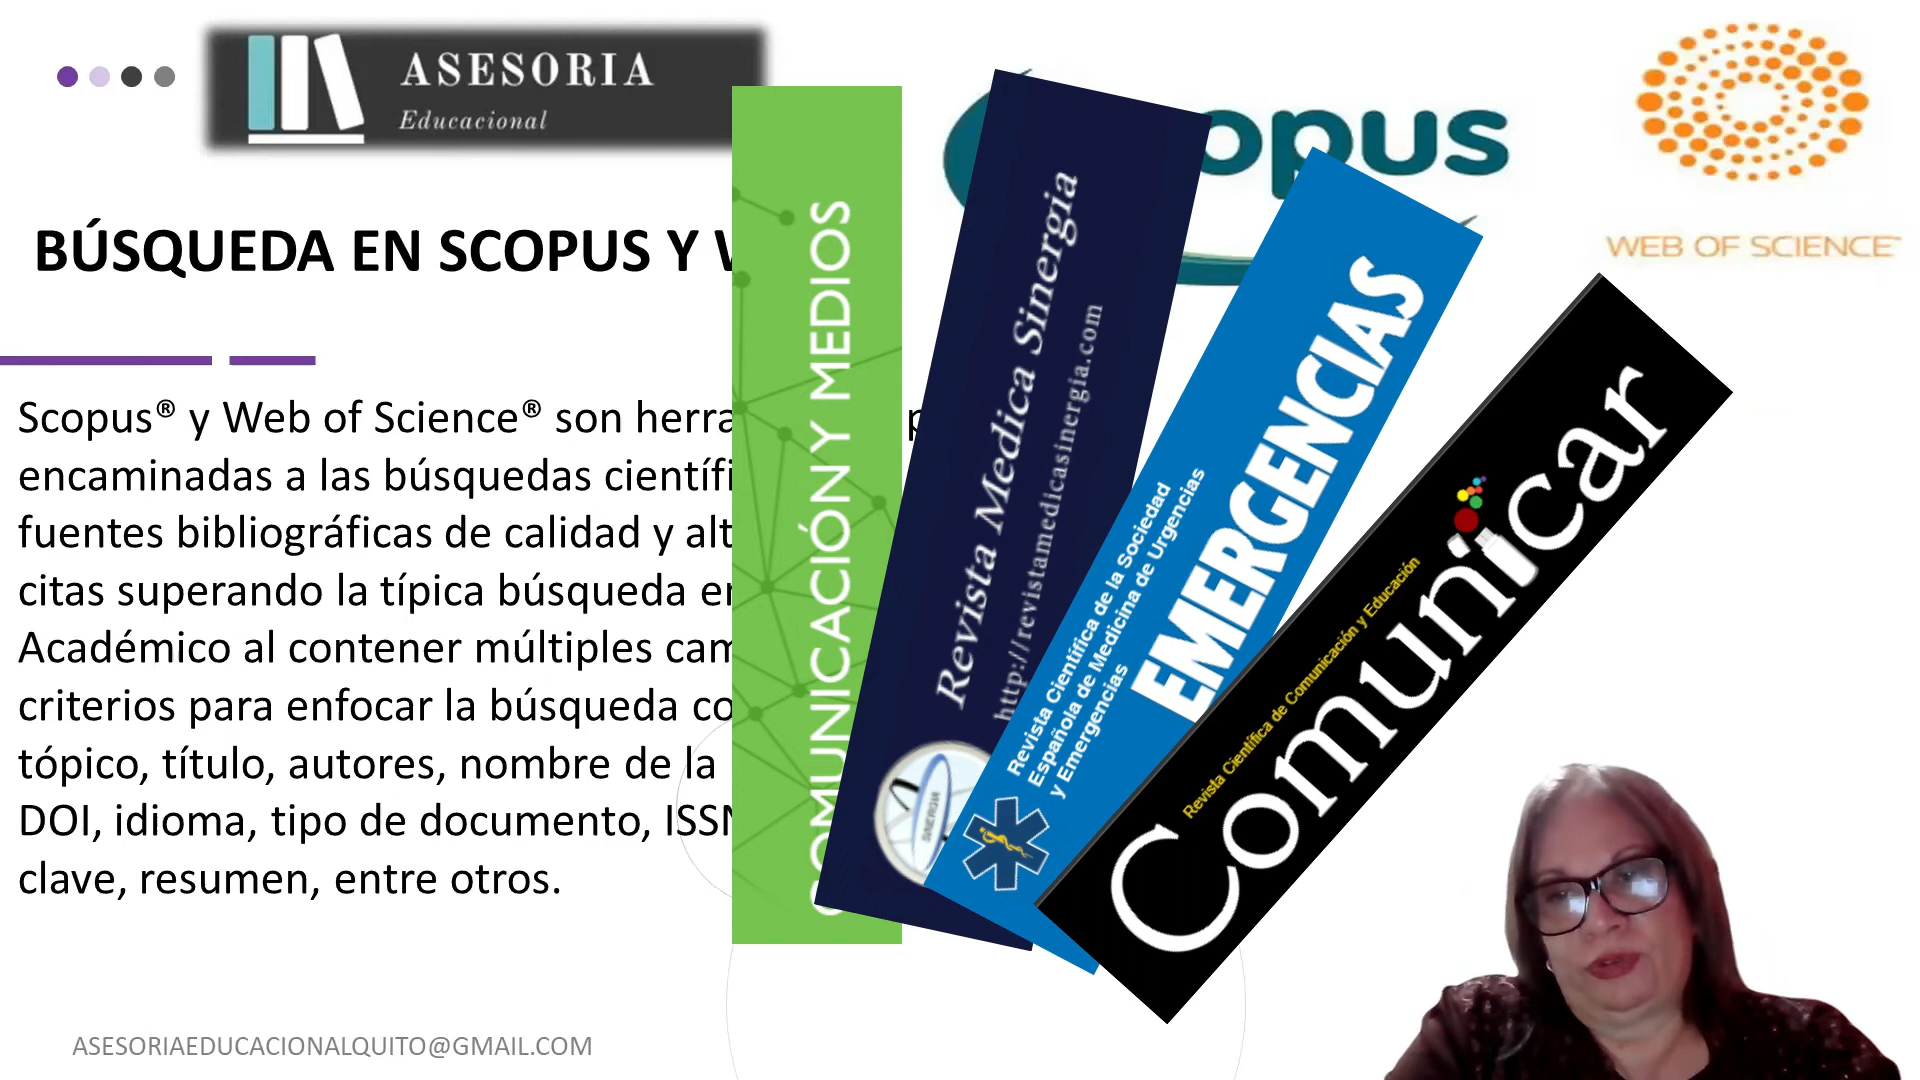 ASESORIA
Educacional
opus
WEB OF SCIENCE™
BÚSQUEDA EN SCOPUS Y
Scopus® y Web of Science® son herra
encaminadas a las búsquedas científi
fuentes bibliográficas de calidad y alt
citas superando la típica búsqueda en
Académico al contener múltiples cam
criterios para enfocar la búsqueda co
tópico, título, autores, nombre de la
DOI, idioma, tipo de documento, ISSN
clave, resumen, entre otros.
COMUNICACIÓN Y MEDIOS
Revista Medica Sinergia
http://revistamedicasinergia.com
SINERGIA
Revista Científica de la Sociedad
Española de Medicina de Urgencias
y Emergencias
EMERGENCIAS
Revista Científica de Comunicación y Educación
Comunicar
ASESORIAEDUCACIONALQUITO@GMAIL.COM